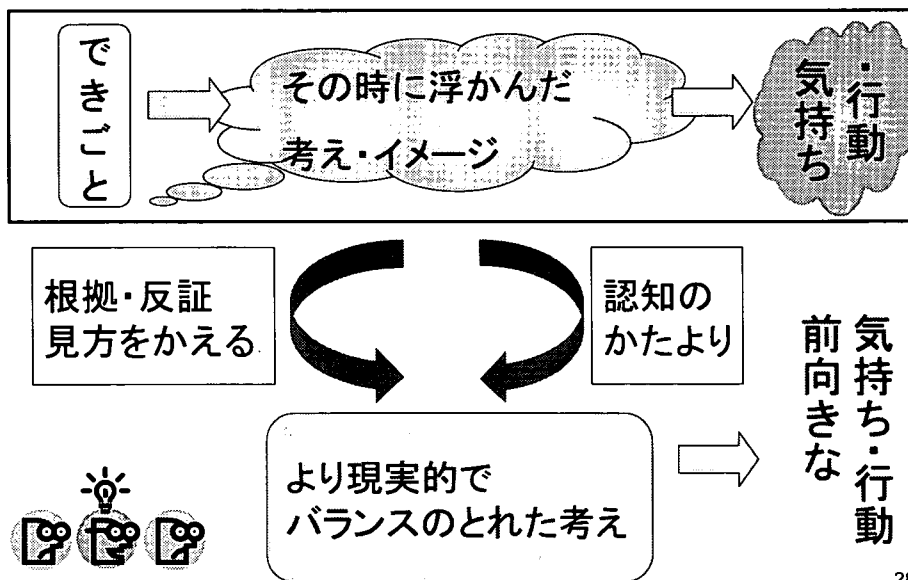 できごと
その時に浮かんだ
考え・イメージ
気持ち
・行動
根拠・反証
見方をかえる
認知の
かたより
より現実的で
バランスのとれた考え
前向きな
気持ち・行動